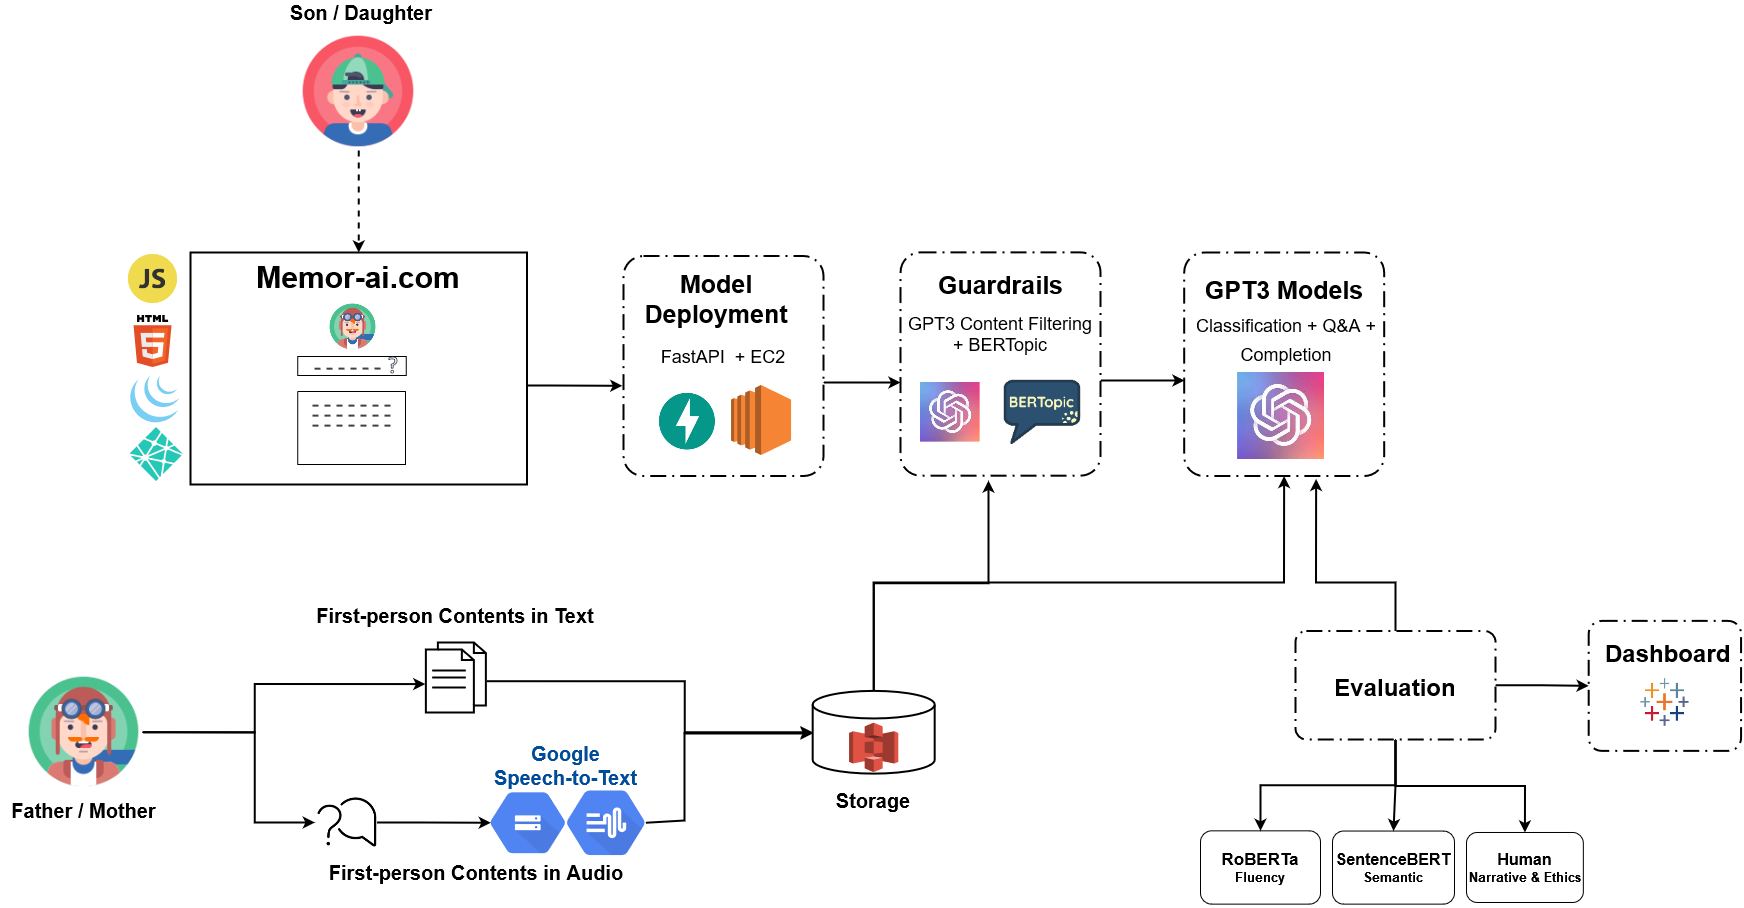 Son / Daughter
JS
HTML
5
Memor-ai.com
?
Model
Deployment
FastAPI + EC2
Guardrails
GPT3 Content Filtering
+ BERTopic
BERTopic
GPT3 Models
Classification + Q&A +
Completion
First-person Contents in Text
Father / Mother
?
Google
Speech-to-Text
First-person Contents in Audio
Storage
Evaluation
Dashboard
RoBERTa
Fluency
SentenceBERT
Semantic
Human
Narrative & Ethics